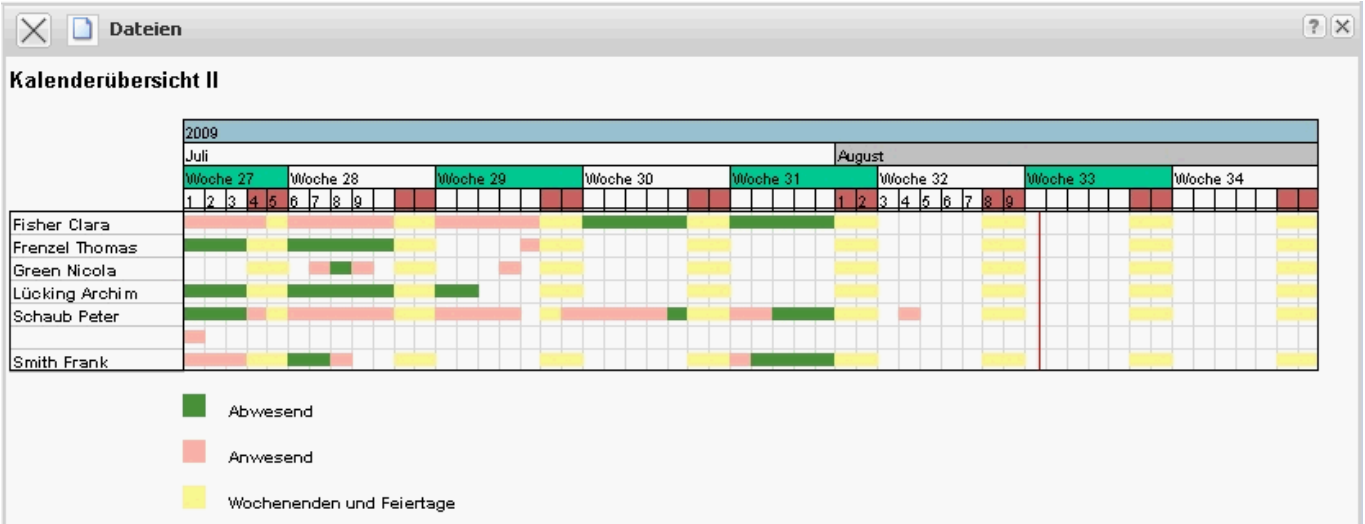 Dateien
Kalenderübersicht II
2009
Juli August
Woche 27 Woche 28 Woche 29 Woche 30 Woche 31 Woche 32 Woche 33 Woche 34
1 2 3 4 5 6 7 8 9 1 2 3 4 5 6 7 8 9
Fisher Clara
Frenzel Thomas
Green Nicola
Lücking Archim
Schaub Peter
Smith Frank
Abwesend
Anwesend
Wochenenden und Feiertage